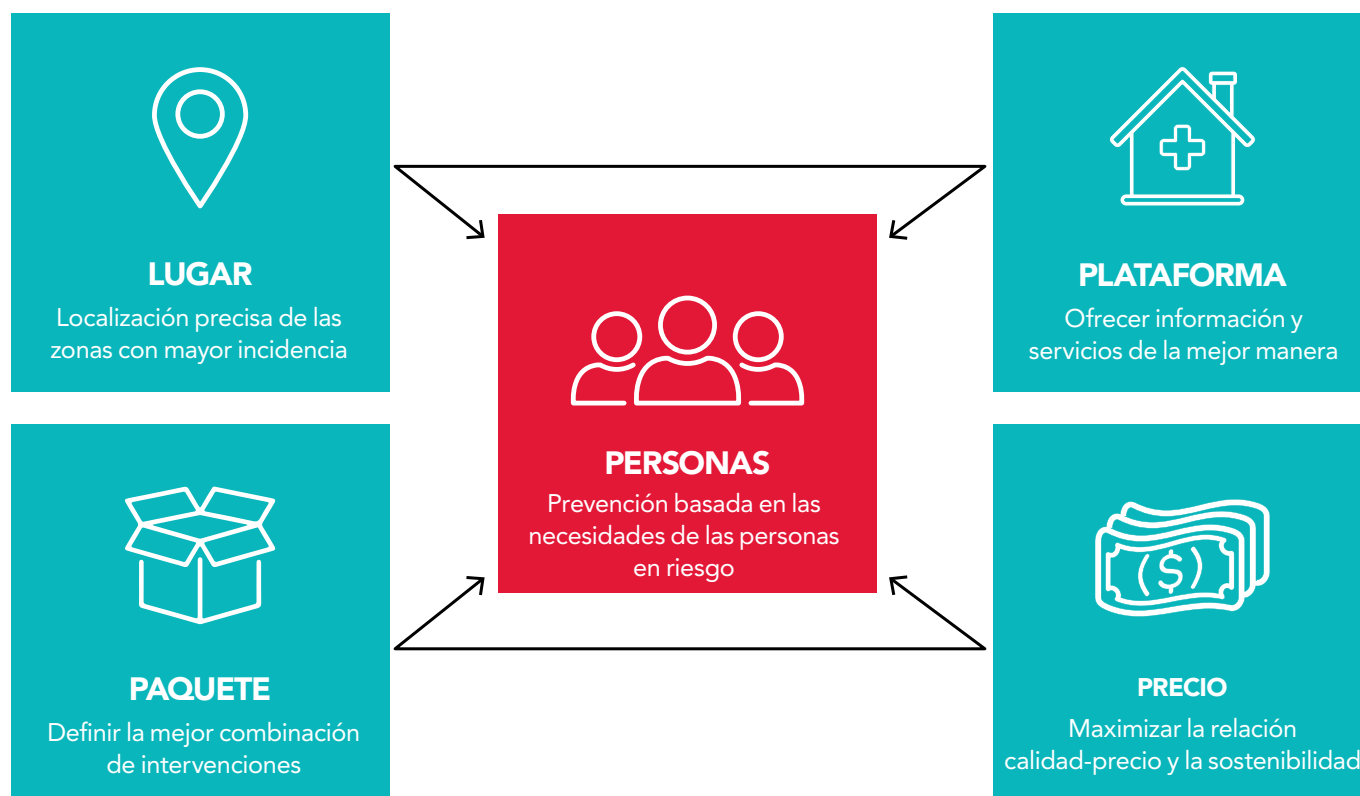 LUGAR
Localización precisa de las
zonas con mayor incidencia
PLATAFORMA
Ofrecer información y
servicios de la mejor manera
PERSONAS
Prevención basada en las
necesidades de las personas
en riesgo
PAQUETE
Definir la mejor combinación
de intervenciones
($)
PRECIO
Maximizar la relación
calidad-precio y la sostenibilidad